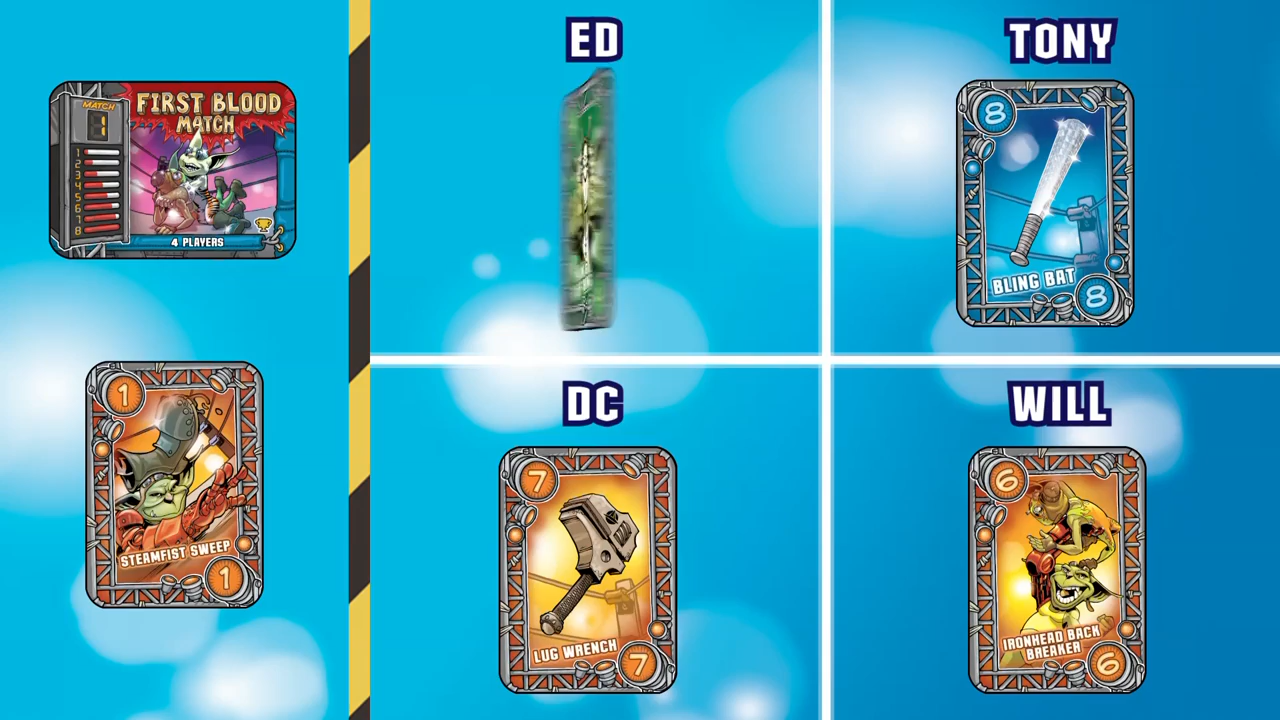 MATCH
1
FIRST BLOOD
MATCH
1
2
3
4
5
6
7
8
4 PLAYERS
1
STEAMFIST SWEEP
1
ED
TONY
8
BLING BAT
8
DC
7
LUG WRENCH
7
WILL
6
IRONHEAD BACK
BREAKER
6